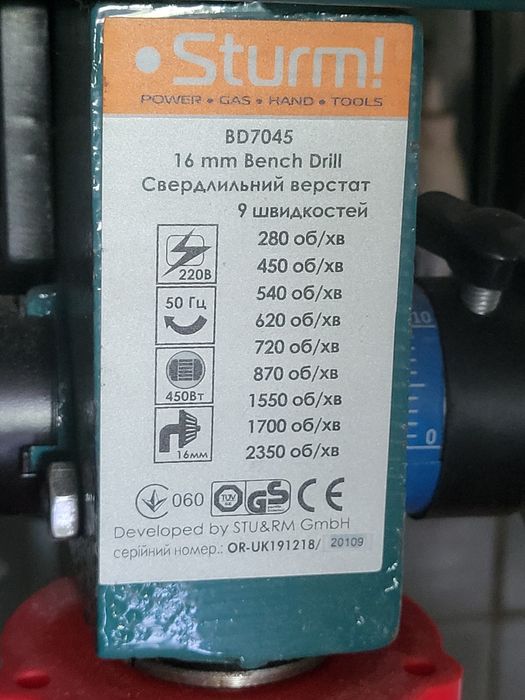 Sturm!
POWER • GAS • HAND • TOOLS
BD7045
16 mm Bench Drill
Свердлильний верстат
9 швидкостей
280 об/хв
450 об/хв
540 об/хв
620 об/хв
720 об/хв
870 об/хв
1550 об/хв
1700 об/хв
2350 об/хв
220В
50 Гц
450Вт
16мм
060 TÜV GS CE
Developed by STU&RM GmbH
серійний номер.: OR-UK191218/ 20109
10
0